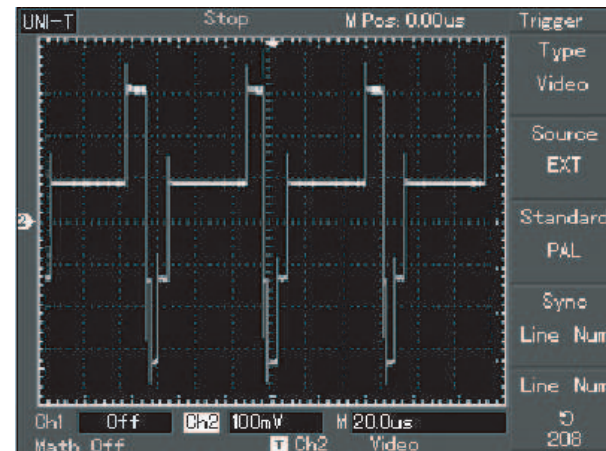 UNI-T Stop M Pos: 0.00us Trigger
Type
Video
Source
EXT
Standard
PAL
Sync
Line Num
Line Num
208
2
Ch1 Off Ch2 100mV M 20.0us
Math Off T Ch2 Video